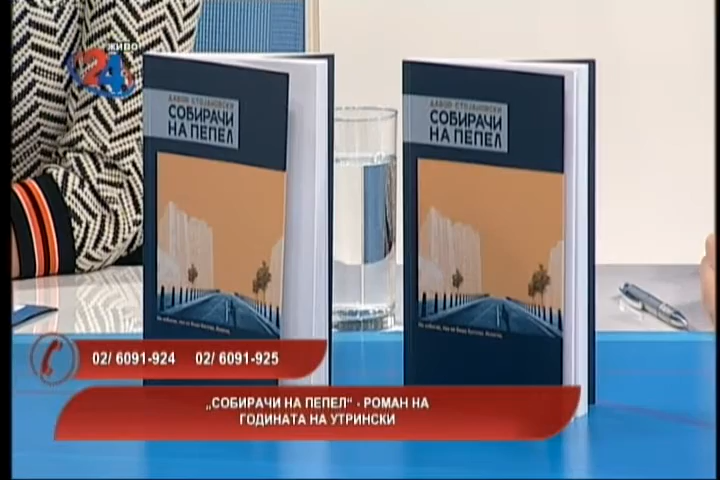 ЖИВО
24
ДАВОР СТОЈАНОВСКИ
СОБИРАЧИ
НА ПЕПЕЛ
ДАВОР СТОЈАНОВСКИ
СОБИРАЧИ
НА ПЕПЕЛ
02/ 6091-924 02/ 6091-925
„СОБИРАЧИ НА ПЕПЕЛ“ - РОМАН НА
ГОДИНАТА НА УТРИНСКИ